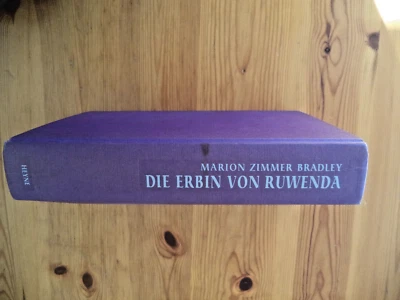 MARION ZIMMER BRADLEY
DIE ERBIN VON RUWENDA
HEYNE